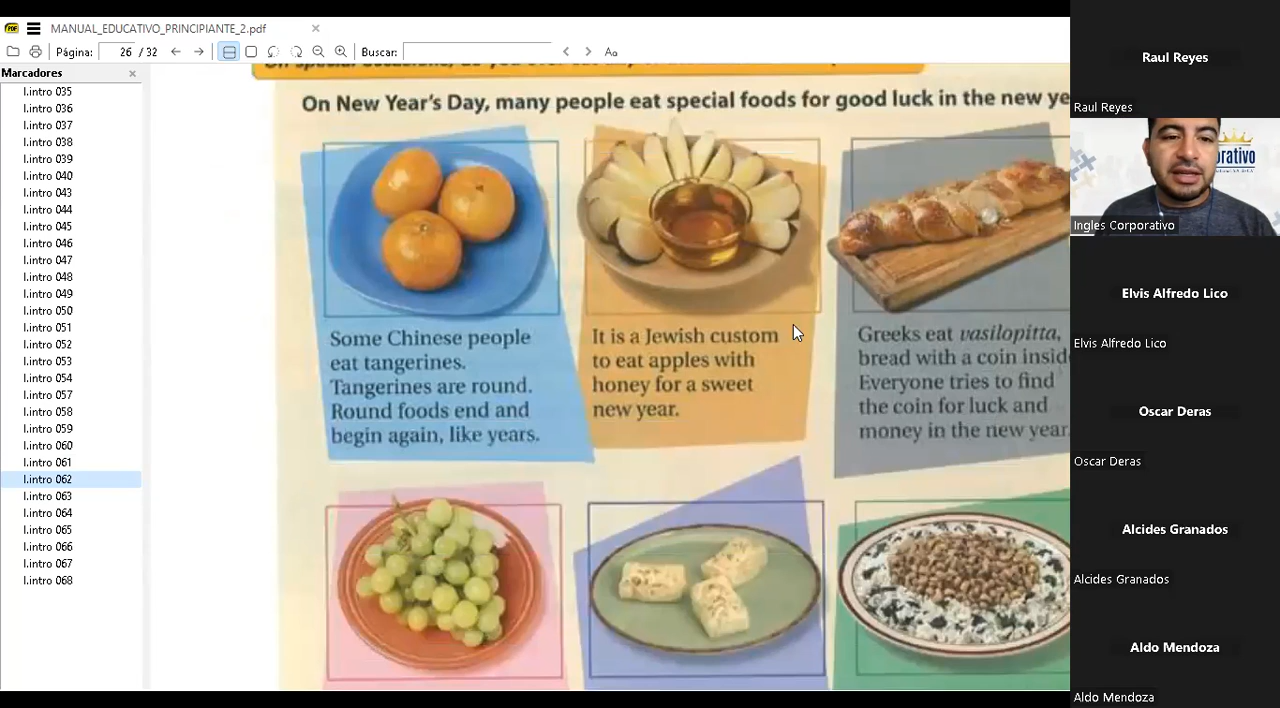 MANUAL_EDUCATIVO_PRINCIPIANTE_2.pdf
Página: 26 / 32 Buscar: Aa
Marcadores
I.intro 035
I.intro 036
I.intro 037
I.intro 038
I.intro 039
I.intro 040
I.intro 043
I.intro 044
I.intro 045
I.intro 046
I.intro 047
I.intro 048
I.intro 049
I.intro 050
I.intro 051
I.intro 052
I.intro 053
I.intro 054
I.intro 057
I.intro 058
I.intro 059
I.intro 060
I.intro 061
I.intro 062
I.intro 063
I.intro 064
I.intro 065
I.intro 066
I.intro 067
I.intro 068
On New Year's Day, many people eat special foods for good luck in the new ye
Some Chinese people
eat tangerines.
Tangerines are round.
Round foods end and
begin again, like years.
It is a Jewish custom
to eat apples with
honey for a sweet
new year.
Greeks eat vasilopitta,
bread with a coin insid
Everyone tries to find
the coin for luck and
money in the new year
Raul Reyes
Raul Reyes
orativo
Ingles Corporativo
Elvis Alfredo Lico
Elvis Alfredo Lico
Oscar Deras
Oscar Deras
Alcides Granados
Alcides Granados
Aldo Mendoza
Aldo Mendoza